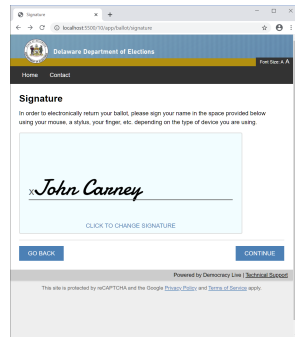 Signature
localhost:5500/10/app/ballot/signature
Delaware Department of Elections
Font Size: A A
Home Contact
Signature
In order to electronically return your ballot, please sign your name in the space provided below
using your mouse, a stylus, your finger, etc. depending on the type of device you are using.
x John Carney
CLICK TO CHANGE SIGNATURE
GO BACK CONTINUE
Powered by Democracy Live | Technical Support
This site is protected by reCAPTCHA and the Google Privacy Policy and Terms of Service apply.